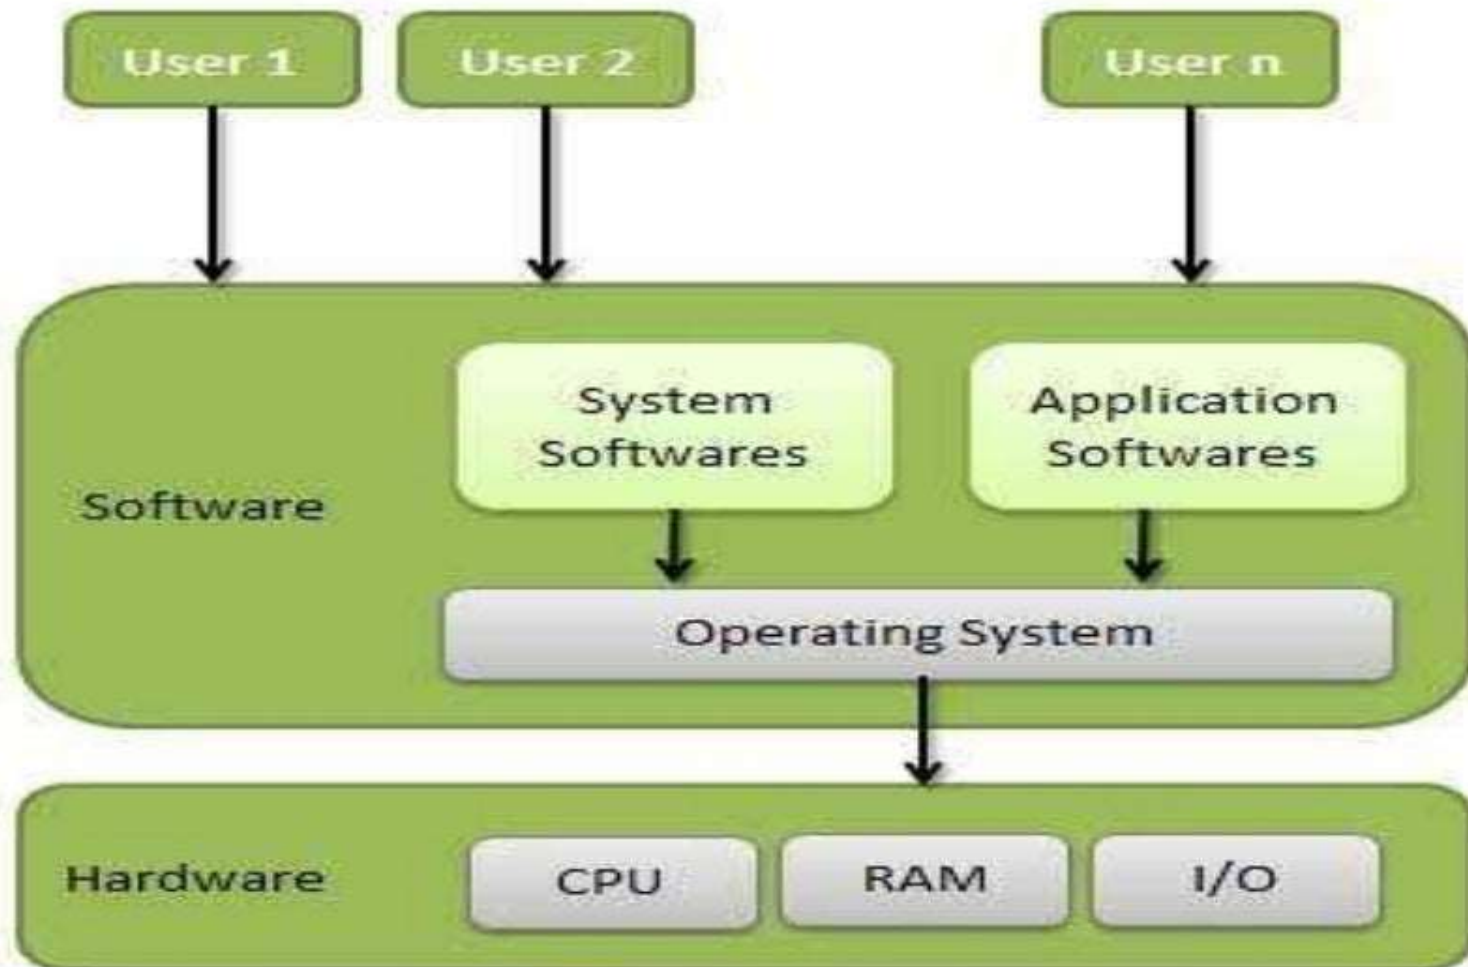 User 1
User 2
User n
System
Softwares
Application
Softwares
Software
Operating System
Hardware
CPU
RAM
I/O